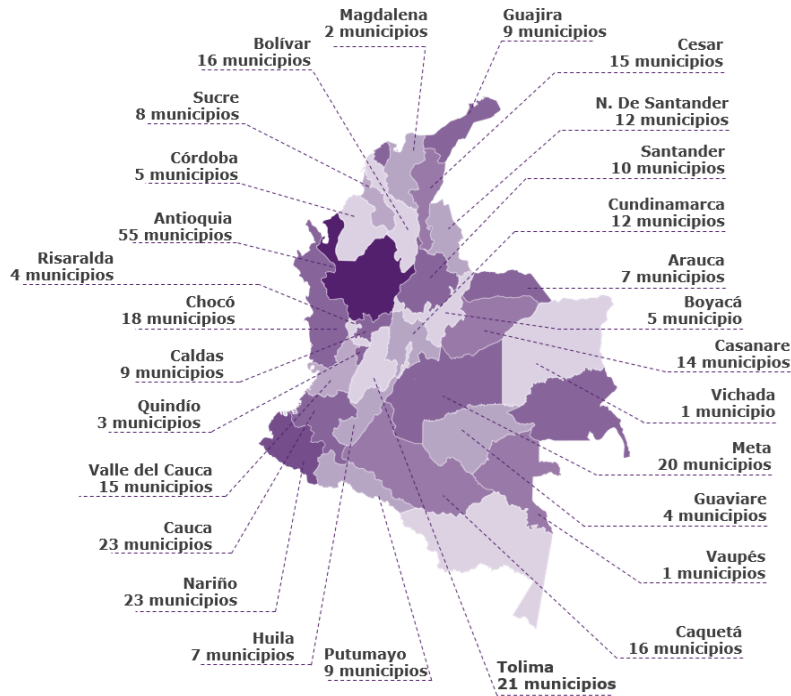 Magdalena
2 municipios
Guajira
9 municipios
Bolívar
16 municipios
Cesar
15 municipios
Sucre
8 municipios
N. De Santander
12 municipios
Córdoba
5 municipios
Santander
10 municipios
Antioquia
55 municipios
Cundinamarca
12 municipios
Risaralda
4 municipios
Arauca
7 municipios
Chocó
18 municipios
Boyacá
5 municipio
Caldas
9 municipios
Casanare
14 municipios
Quindío
3 municipios
Vichada
1 municipio
Valle del Cauca
15 municipios
Meta
20 municipios
Cauca
23 municipios
Guaviare
4 municipios
Nariño
23 municipios
Vaupés
1 municipios
Huila
7 municipios
Putumayo
9 municipios
Tolima
21 municipios
Caquetá
16 municipios